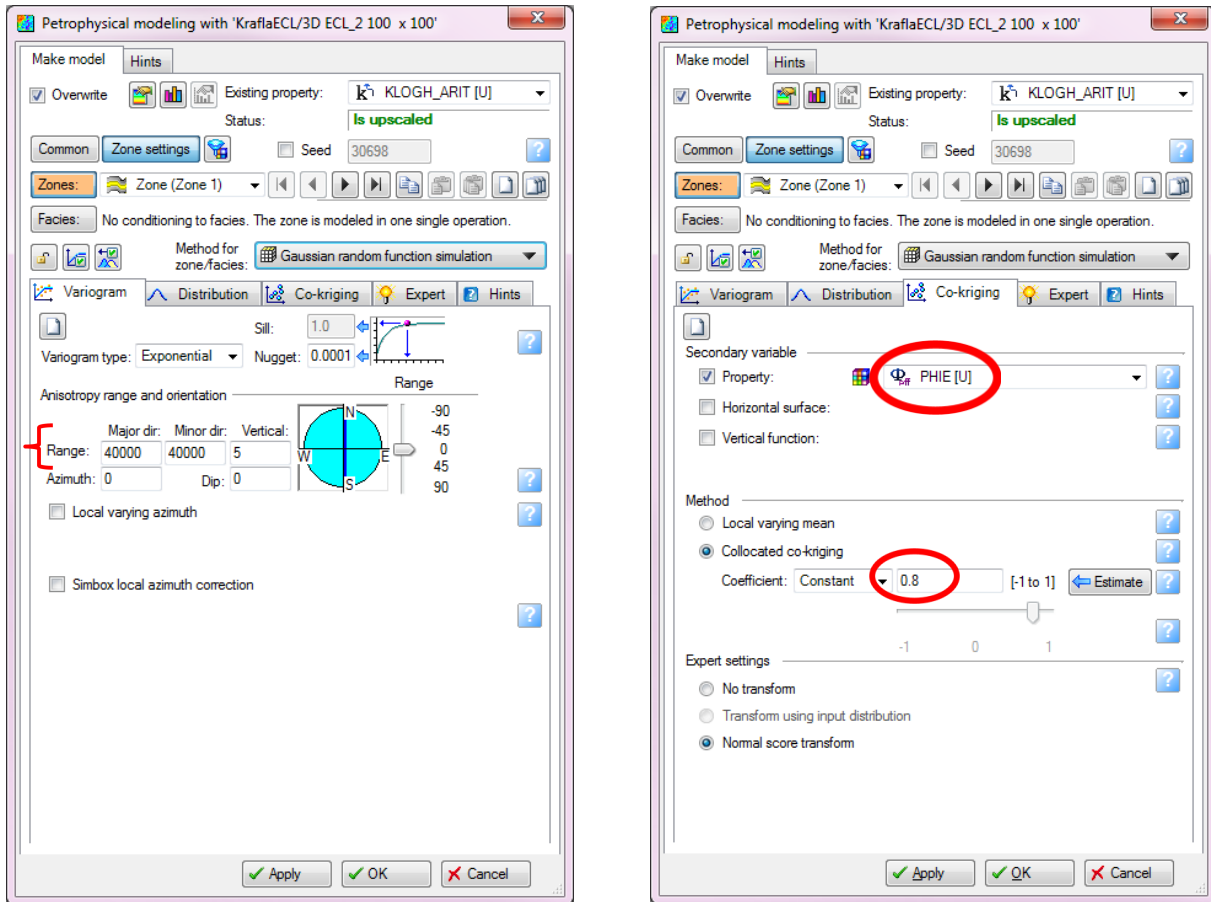 Petrophysical modeling with 'KraflaECL/3D ECL_2 100 x 100'
Make model Hints
Overwrite Existing property: KLOGH_ARIT [U]
Status: Is upscaled
Common Zone settings Seed 30698 ?
Zones: Zone (Zone 1)
Facies: No conditioning to facies. The zone is modeled in one single operation.
Method for
zone/facies: Gaussian random function simulation
Variogram Distribution Co-kriging Expert Hints
Sill: 1.0
Variogram type: Exponential Nugget: 0.0001 ?
Range
Anisotropy range and orientation
Major dir: Minor dir: Vertical:
Range: 40000 40000 5
Azimuth: 0 Dip: 0 ?
N
W E
S
-90
-45
0
45
90
Local varying azimuth ?
Simbox local azimuth correction
?
Apply OK Cancel
Petrophysical modeling with 'KraflaECL/3D ECL_2 100 x 100'
Make model Hints
Overwrite Existing property: KLOGH_ARIT [U]
Status: Is upscaled
Common Zone settings Seed 30698 ?
Zones: Zone (Zone 1)
Facies: No conditioning to facies. The zone is modeled in one single operation.
Method for
zone/facies: Gaussian random function simulation
Variogram Distribution Co-kriging Expert Hints
Secondary variable
Property: Φeff PHIE [U] ?
Horizontal surface: ?
Vertical function: ?
Method
Local varying mean ?
Collocated co-kriging ?
Coefficient: Constant 0.8 [-1 to 1] Estimate ?
?
-1 0 1
Expert settings
?
No transform
Transform using input distribution
Normal score transform
Apply OK Cancel